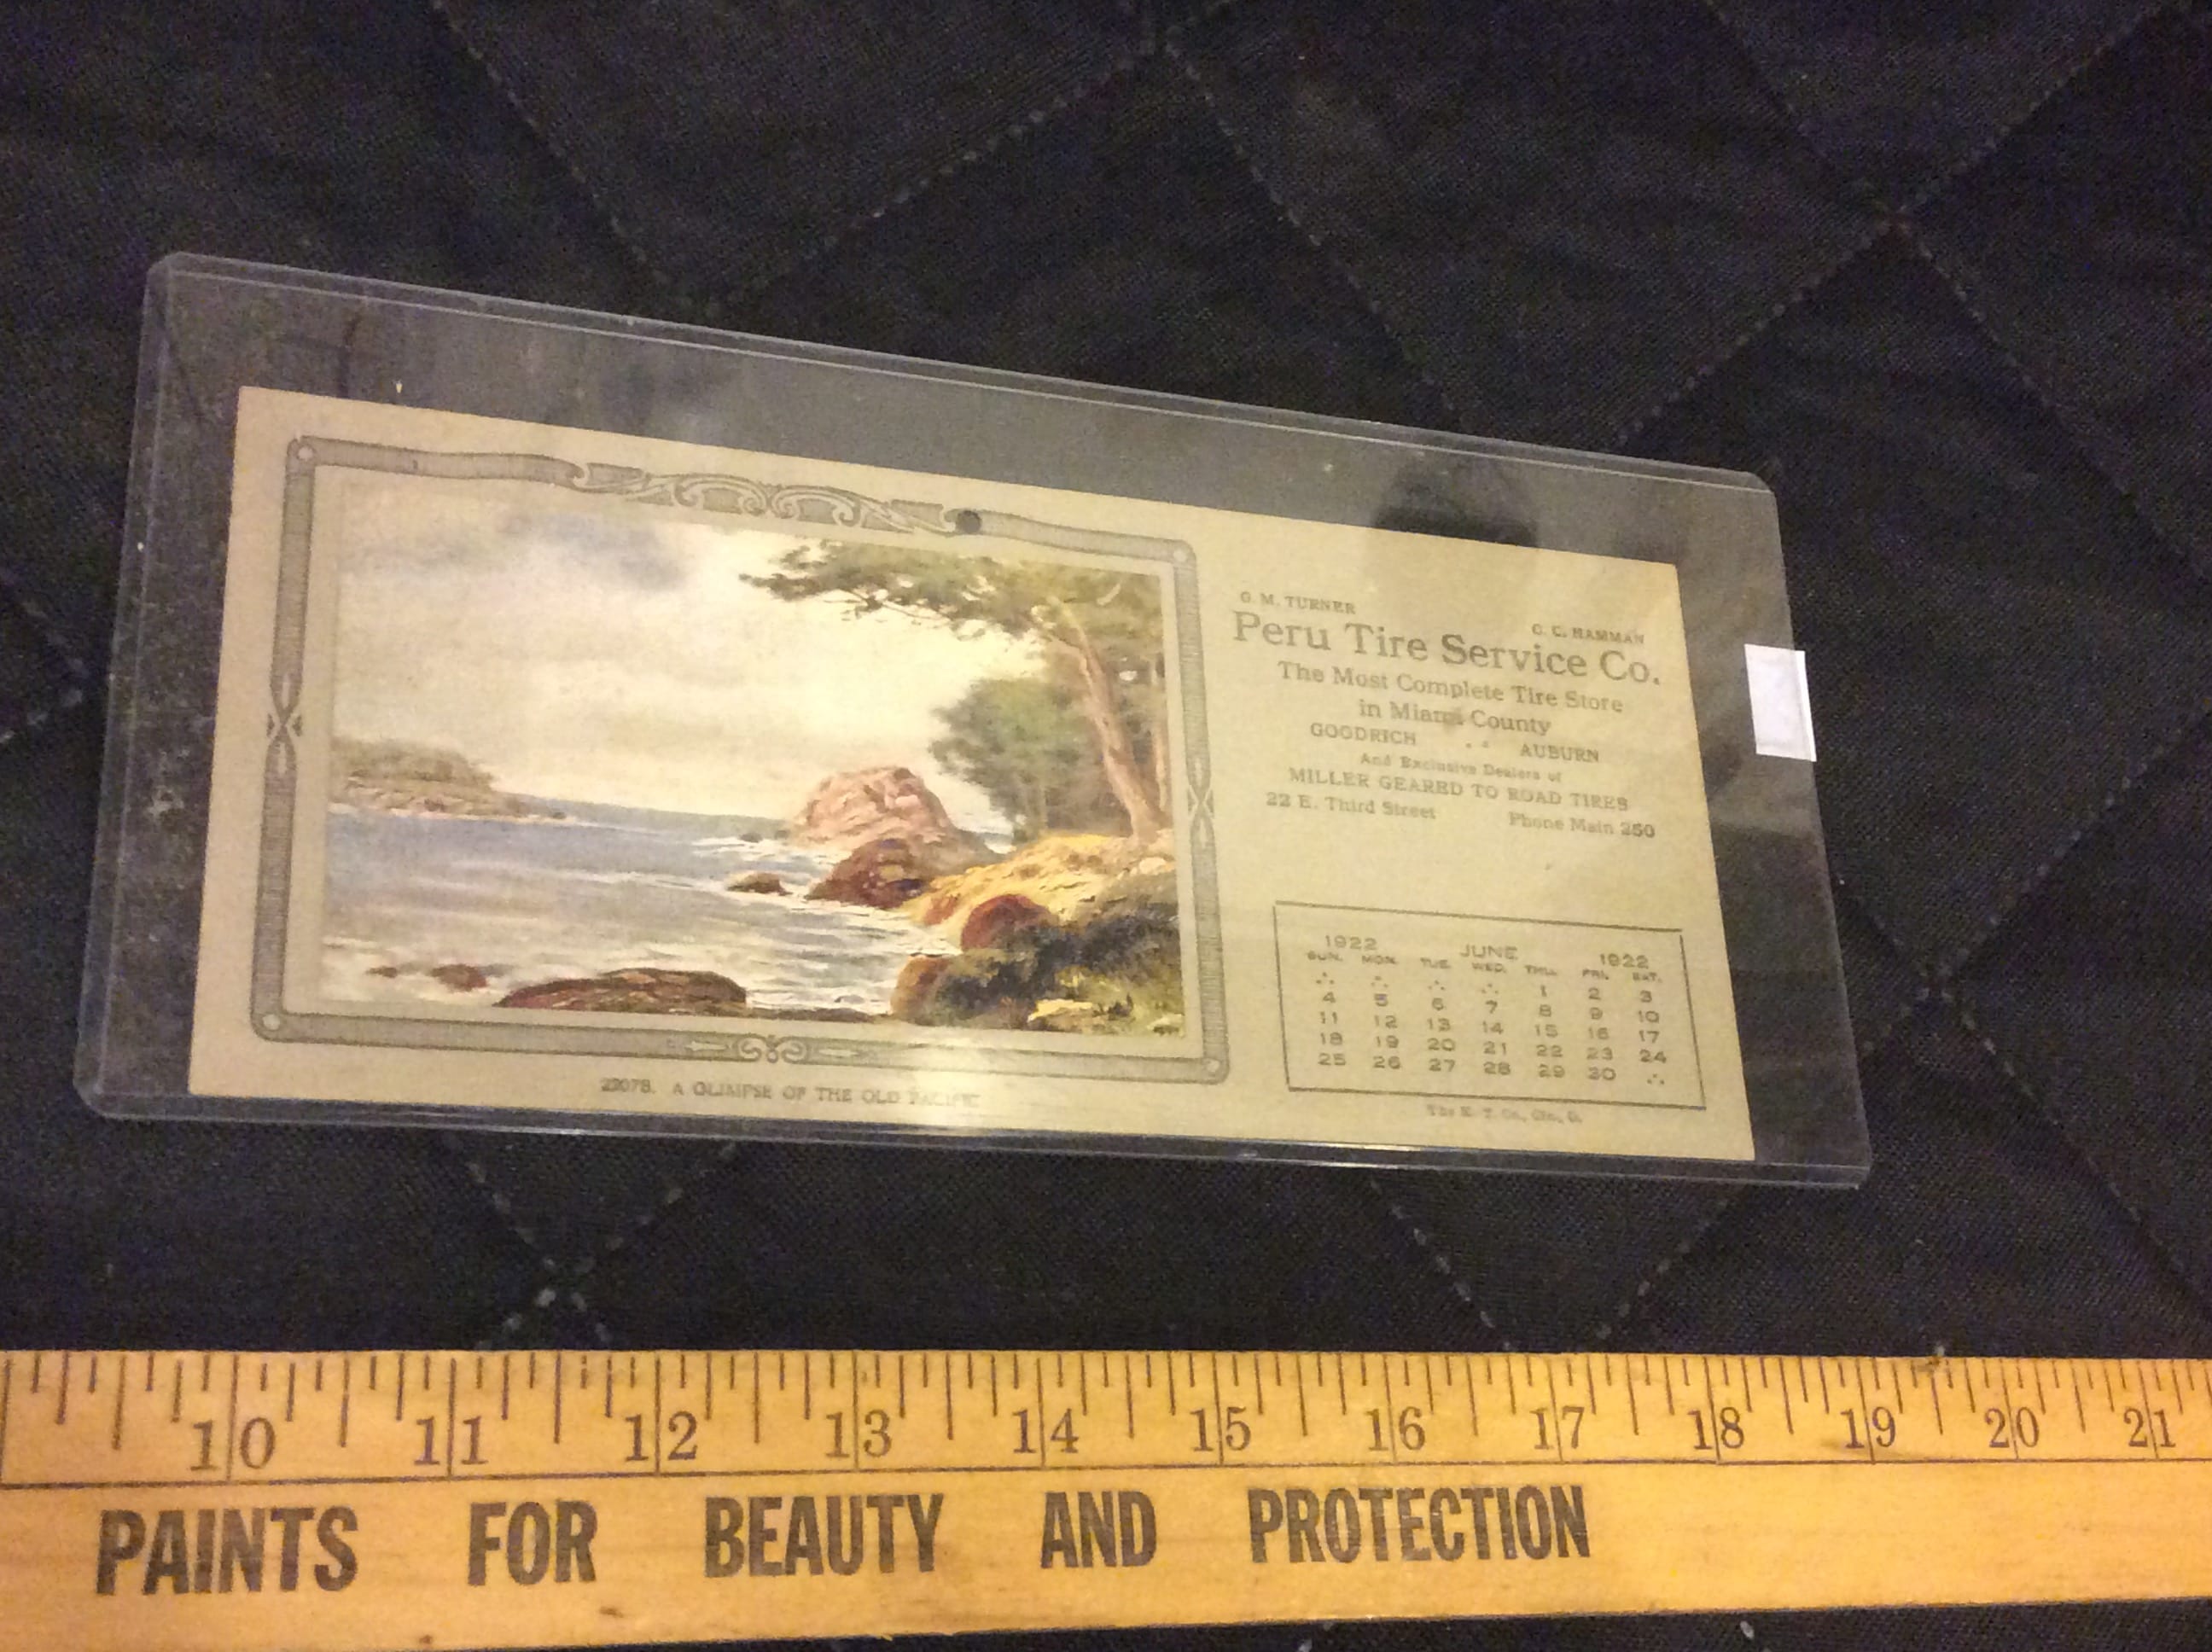 G. M. TURNER
G. C. HAMMAN
Peru Tire Service Co.
The Most Complete Tire Store
in Miami County
GOODRICH AUBURN
And Exclusive Dealers of
MILLER GEARED TO ROAD TIRES
22 E. Third Street Phone Main 250
1922 JUNE 1922
SUN. MON. TUE. WED. THU. FRI. SAT.
1 2 3
4 5 6 7 8 9 10
11 12 13 14 15 16 17
18 19 20 21 22 23 24
25 26 27 28 29 30
The K. T. Co., Cin., O.
22078. A GLIMPSE OF THE OLD PACIFIC
10 11 12 13 14 15 16 17 18 19 20 21
PAINTS FOR BEAUTY AND PROTECTION